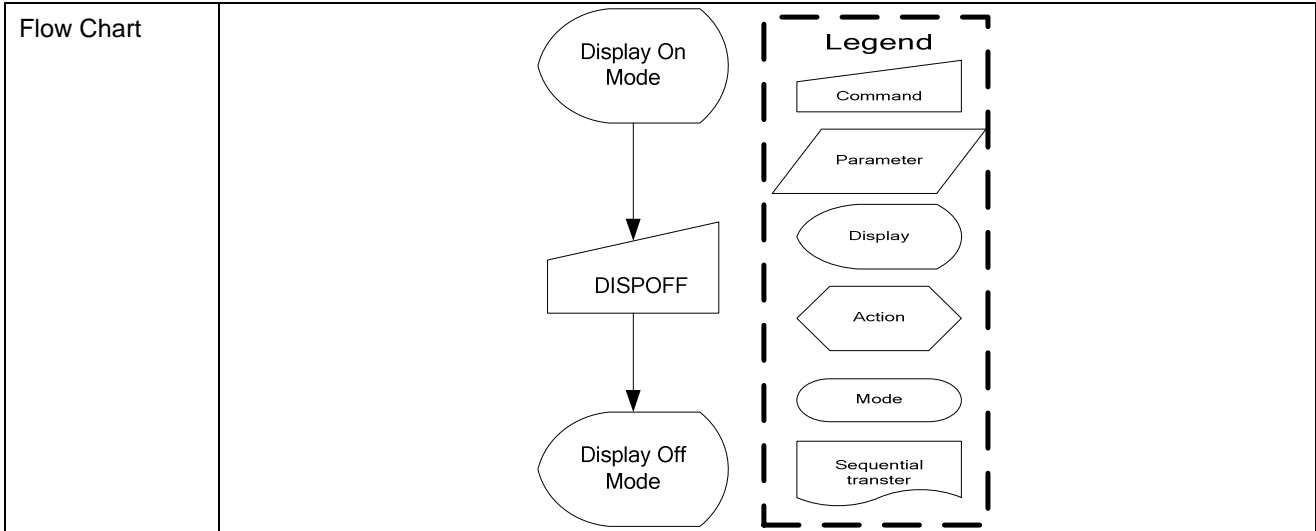 Flow Chart
Display On
Mode
DISPOFF
Display Off
Mode
Legend
Command
Parameter
Display
Action
Mode
Sequential
transter